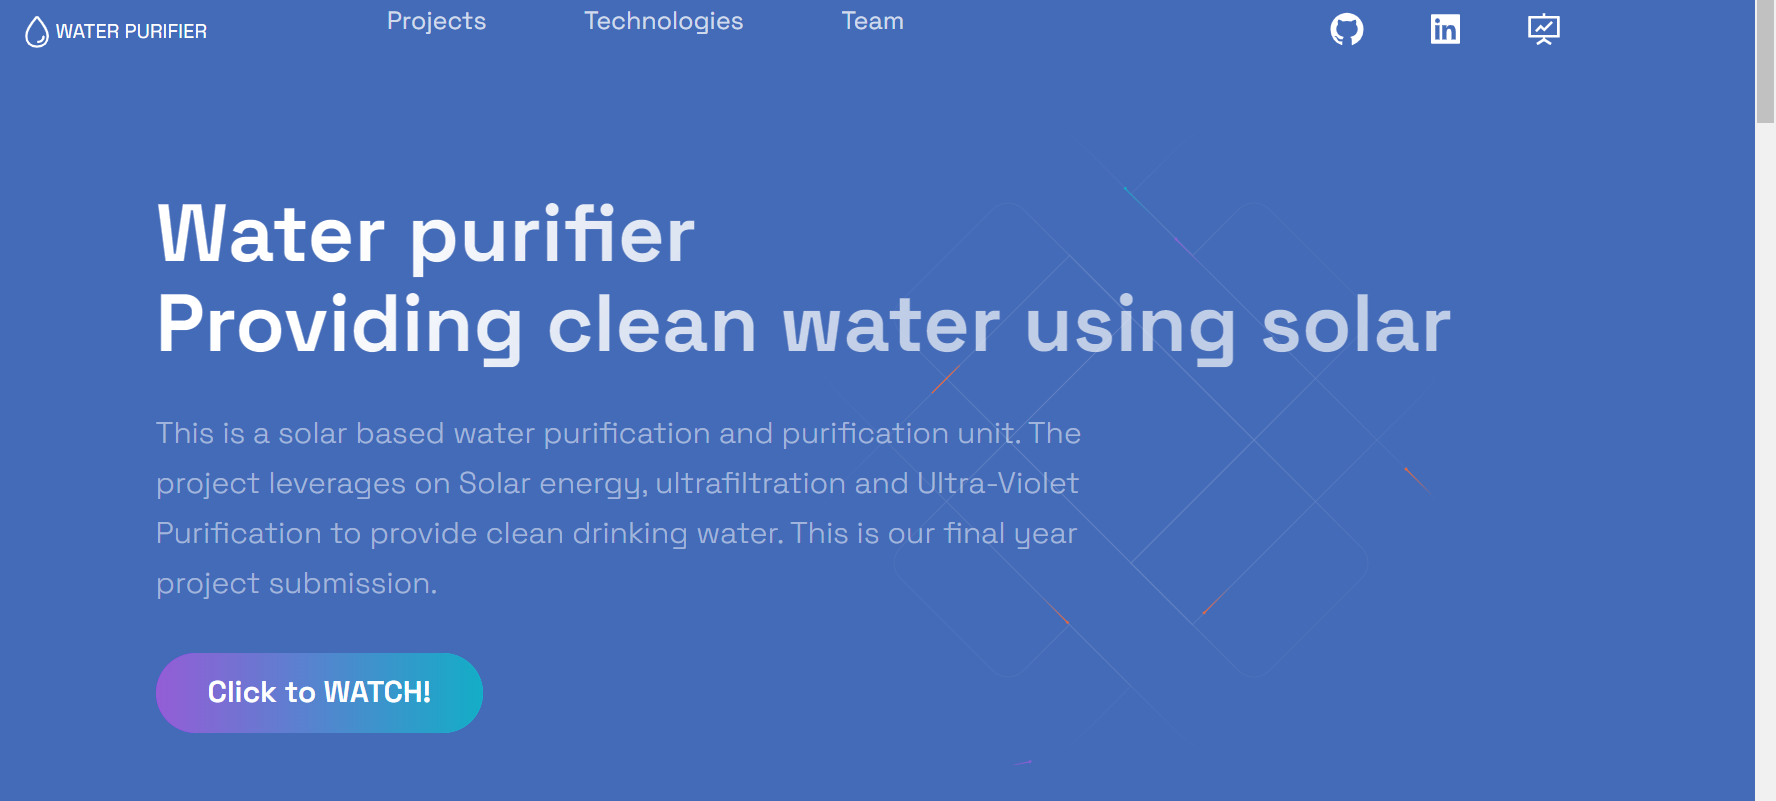 WATER PURIFIER
Projects
Technologies
Team
Water purifier
Providing clean water using solar
This is a solar based water purification and purification unit. The
project leverages on Solar energy, ultrafiltration and Ultra-Violet
Purification to provide clean drinking water. This is our final year
project submission.
Click to WATCH!